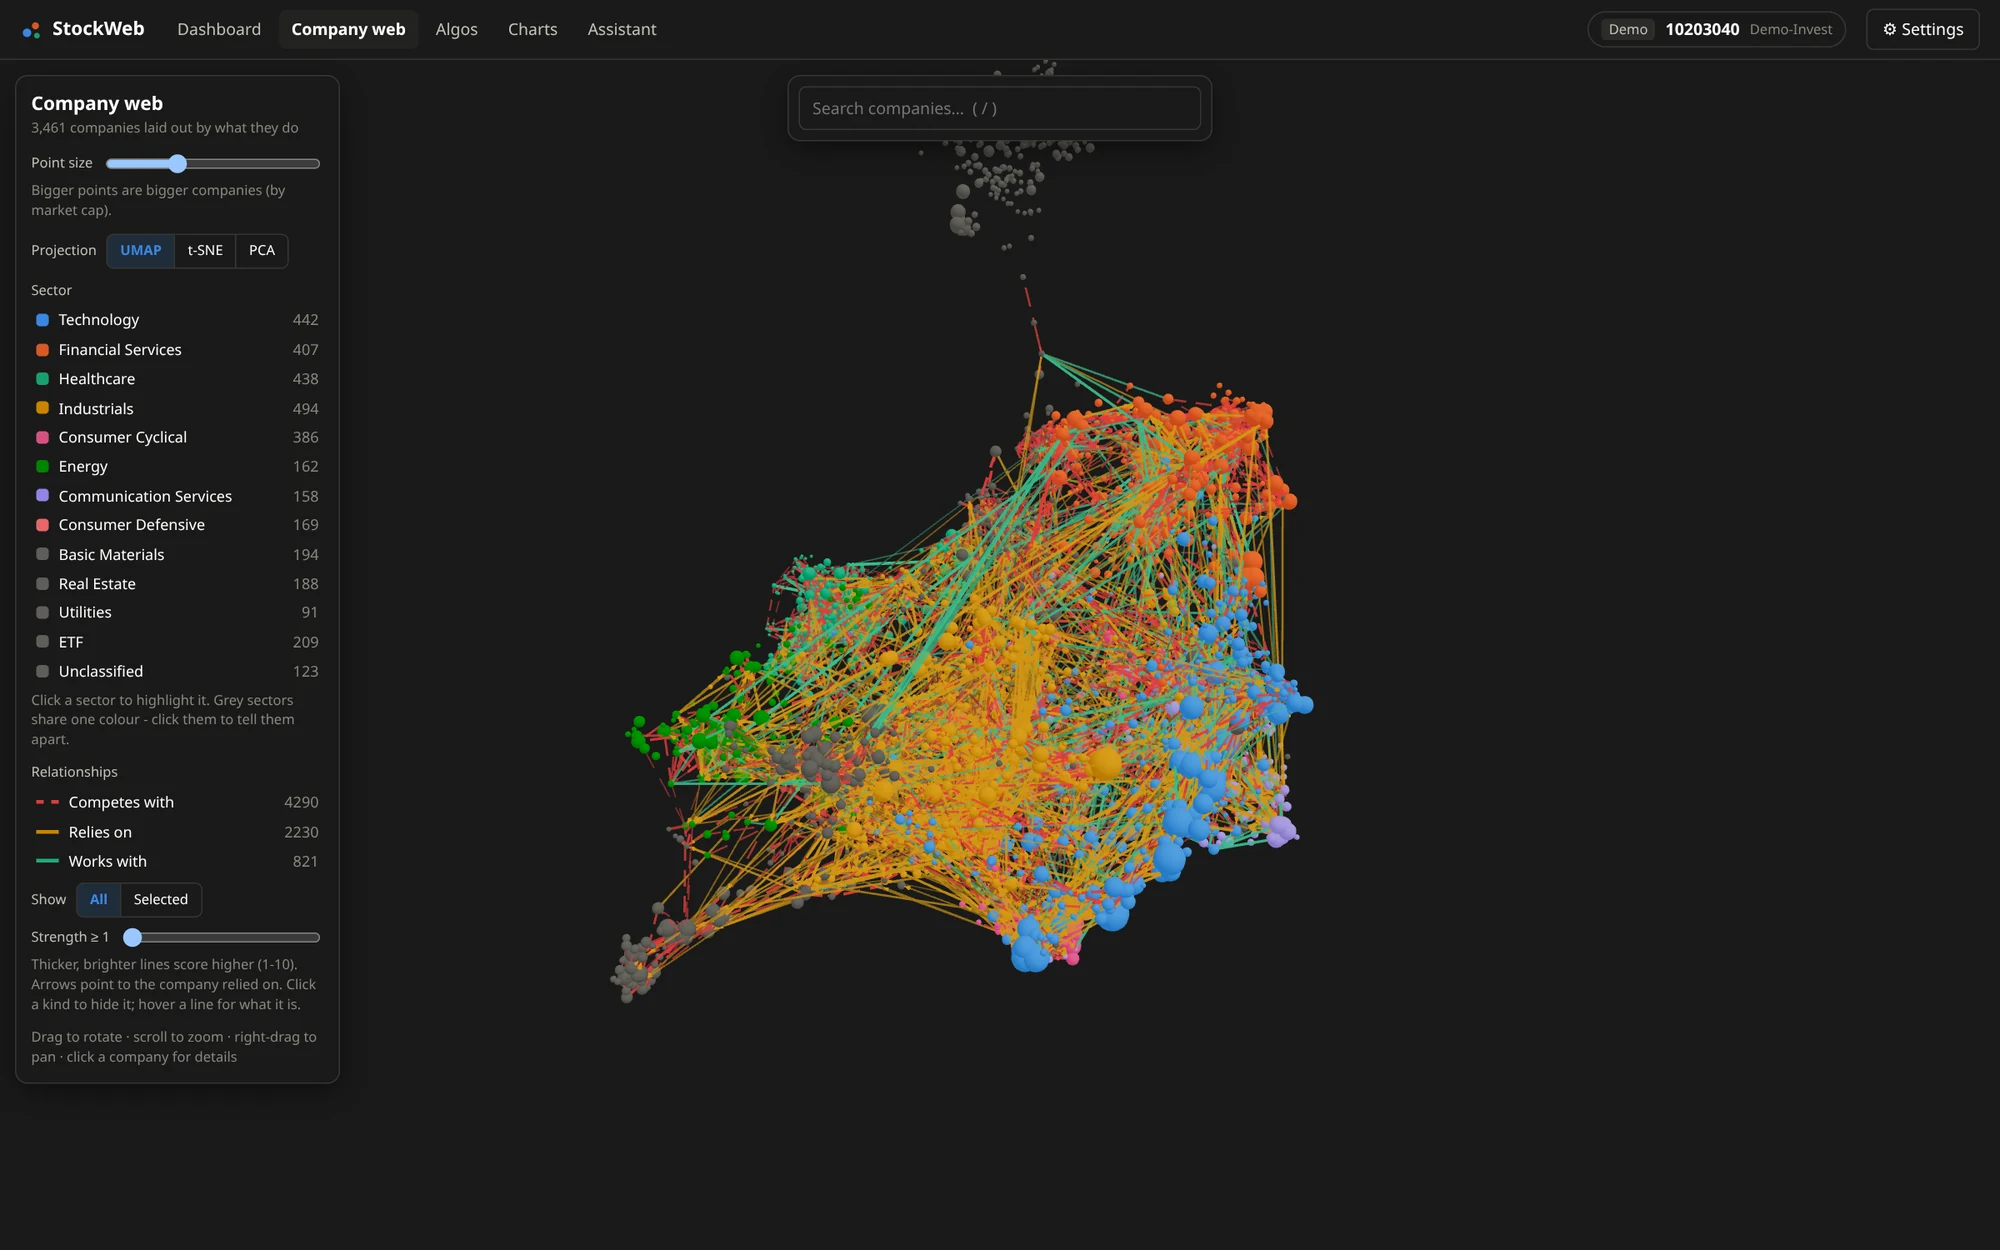 StockWeb
Dashboard
Company web
Algos
Charts
Assistant
Demo 10203040 Demo-Invest
⚙ Settings
Company web
3,461 companies laid out by what they do
Point size
Bigger points are bigger companies (by
market cap).
Projection UMAP t-SNE PCA
Sector
Technology 442
Financial Services 407
Healthcare 438
Industrials 494
Consumer Cyclical 386
Energy 162
Communication Services 158
Consumer Defensive 169
Basic Materials 194
Real Estate 188
Utilities 91
ETF 209
Unclassified 123
Click a sector to highlight it. Grey sectors
share one colour - click them to tell them
apart.
Relationships
Competes with 4290
Relies on 2230
Works with 821
Show All Selected
Strength ≥ 1
Thicker, brighter lines score higher (1-10).
Arrows point to the company relied on. Click
a kind to hide it; hover a line for what it is.
Drag to rotate · scroll to zoom · right-drag to
pan · click a company for details
Search companies... ( / )